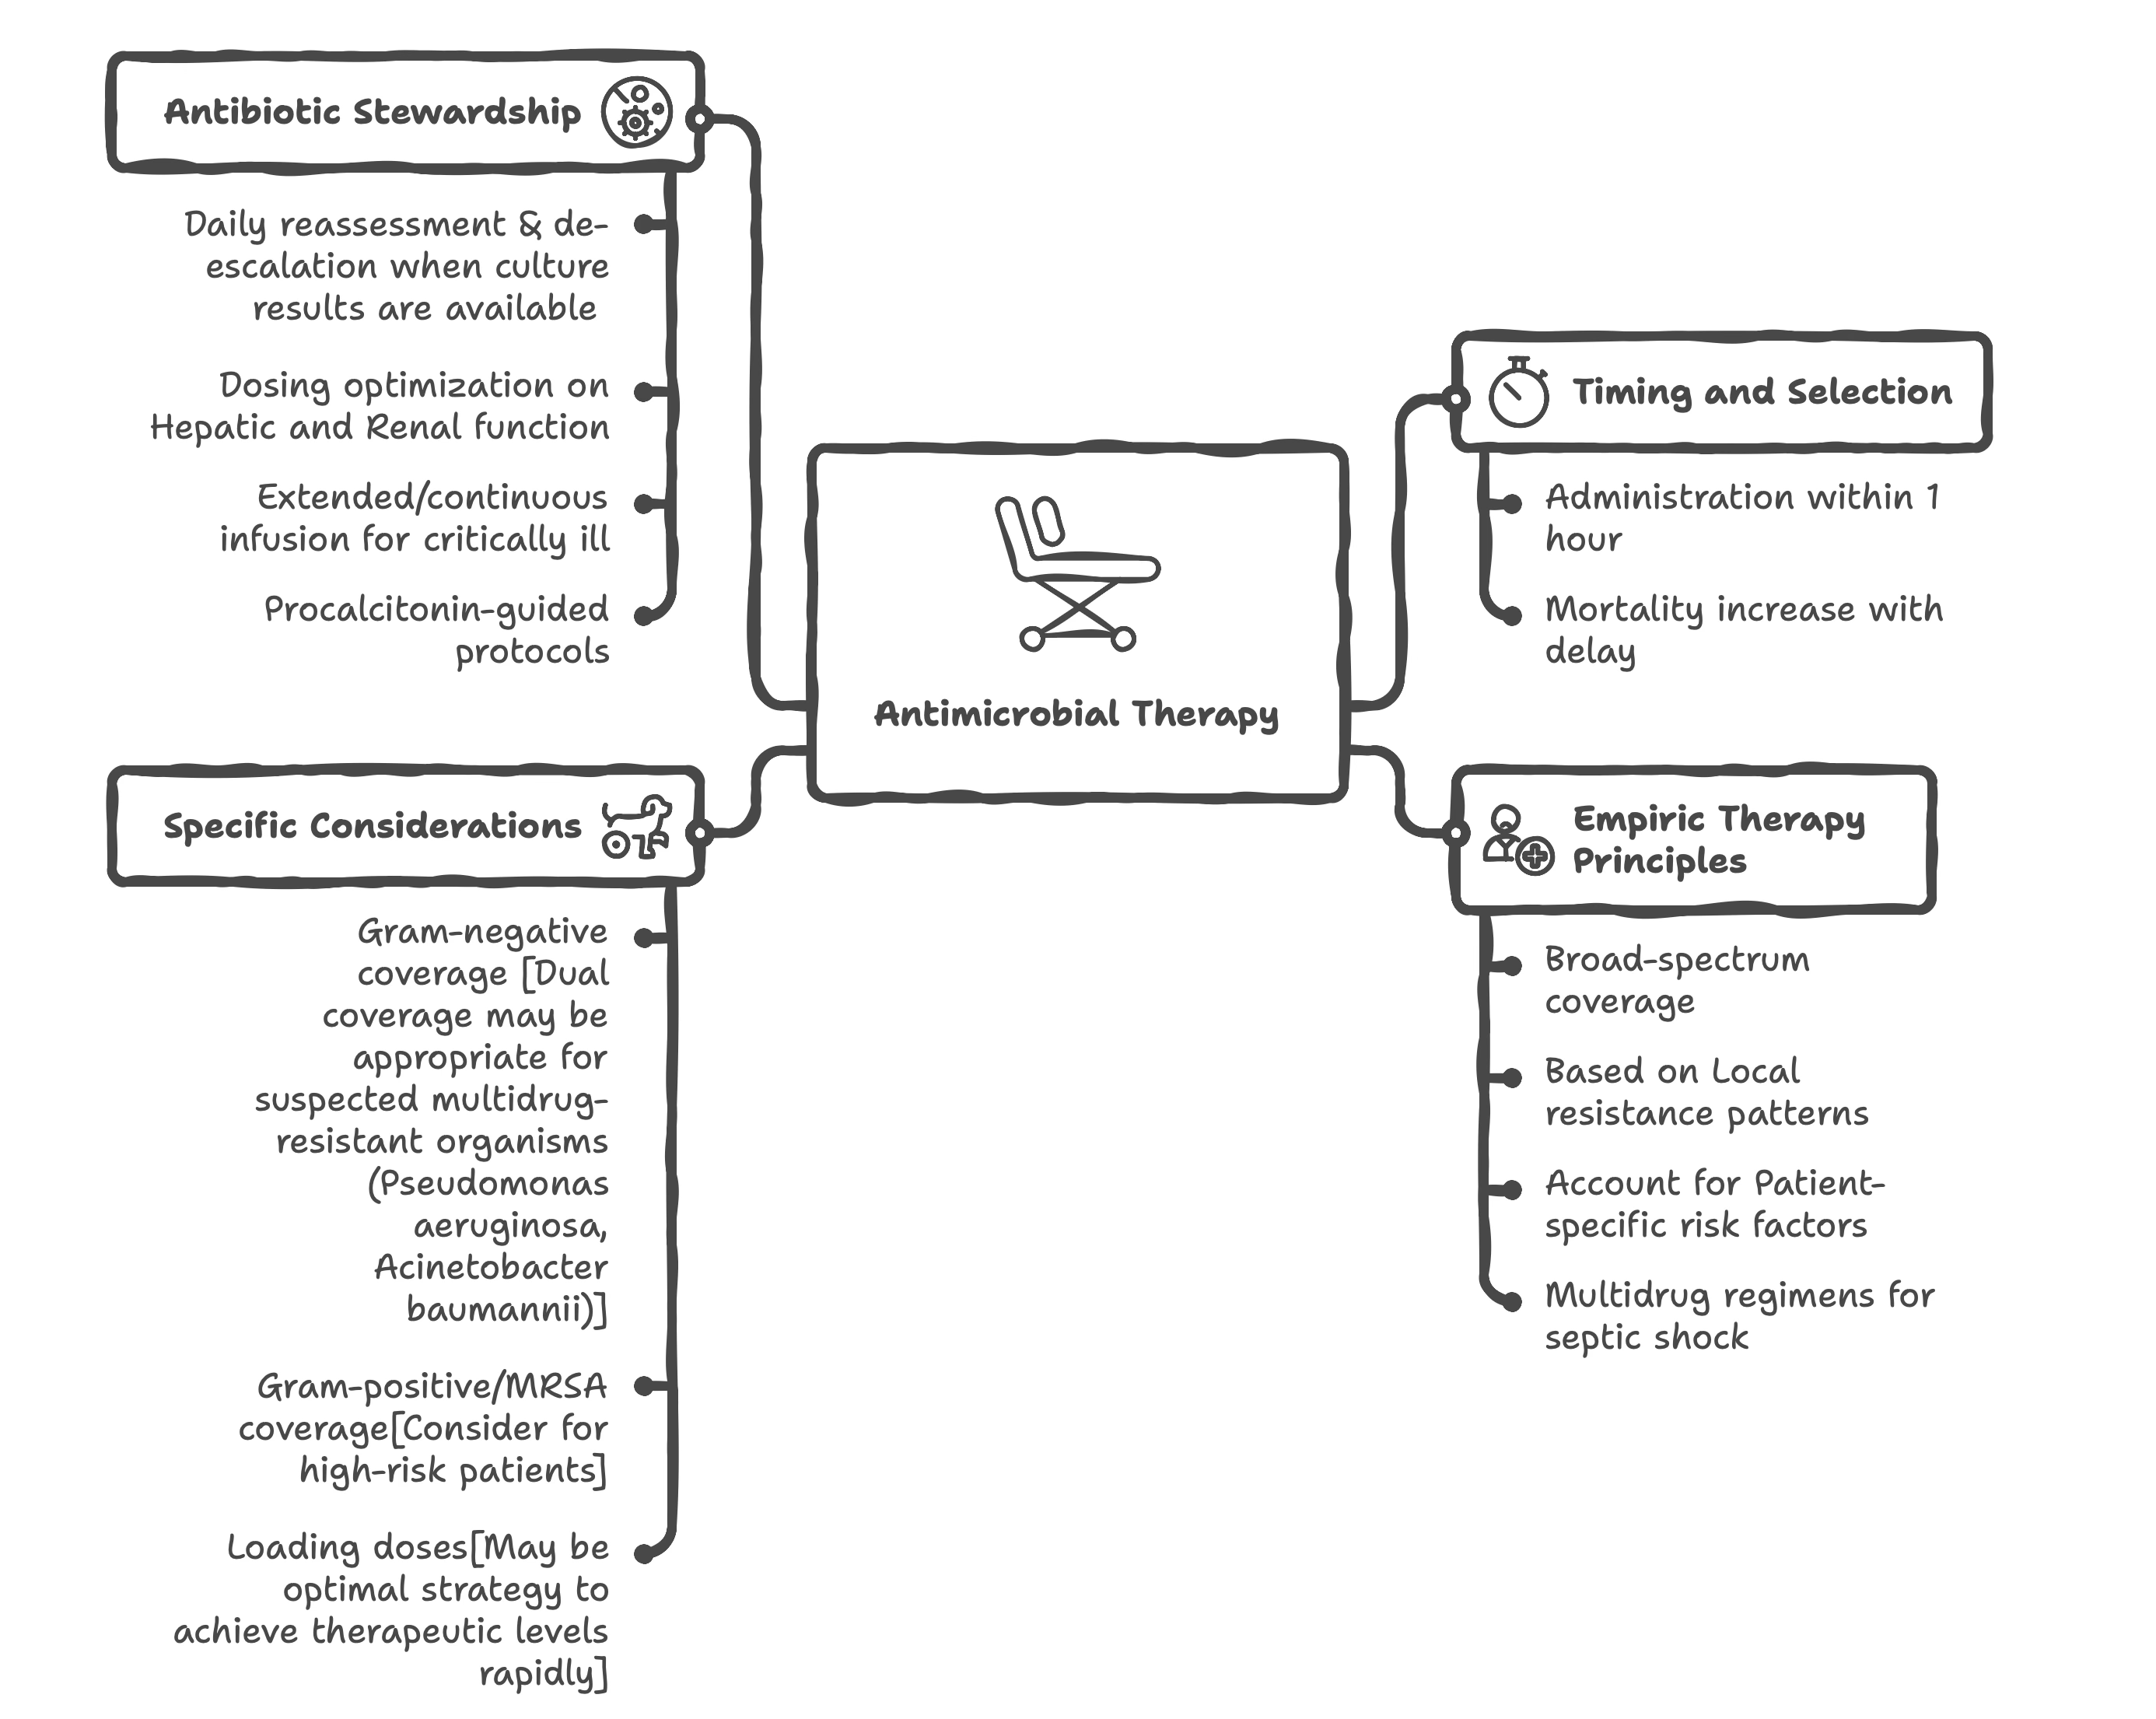 Antibiotic Stewardship
Daily reassessment & de-
escalation when culture
results are available
Dosing optimization on
Hepatic and Renal function
Extended/continuous
infusion for critically ill
Procalcitonin-guided
protocols
Specific Considerations
Gram-negative
coverage [Dual
coverage may be
appropriate for
suspected multidrug-
resistant organisms
(Pseudomonas
aeruginosa,
Acinetobacter
baumannii)]
Gram-positive/MRSA
coverage[Consider for
high-risk patients]
Loading doses[May be
optimal strategy to
achieve therapeutic levels
rapidly]
Antimicrobial Therapy
Timing and Selection
Administration within 1
hour
Mortality increase with
delay
Empiric Therapy
Principles
Broad-spectrum
coverage
Based on Local
resistance patterns
Account for Patient-
specific risk factors
Multidrug regimens for
septic shock